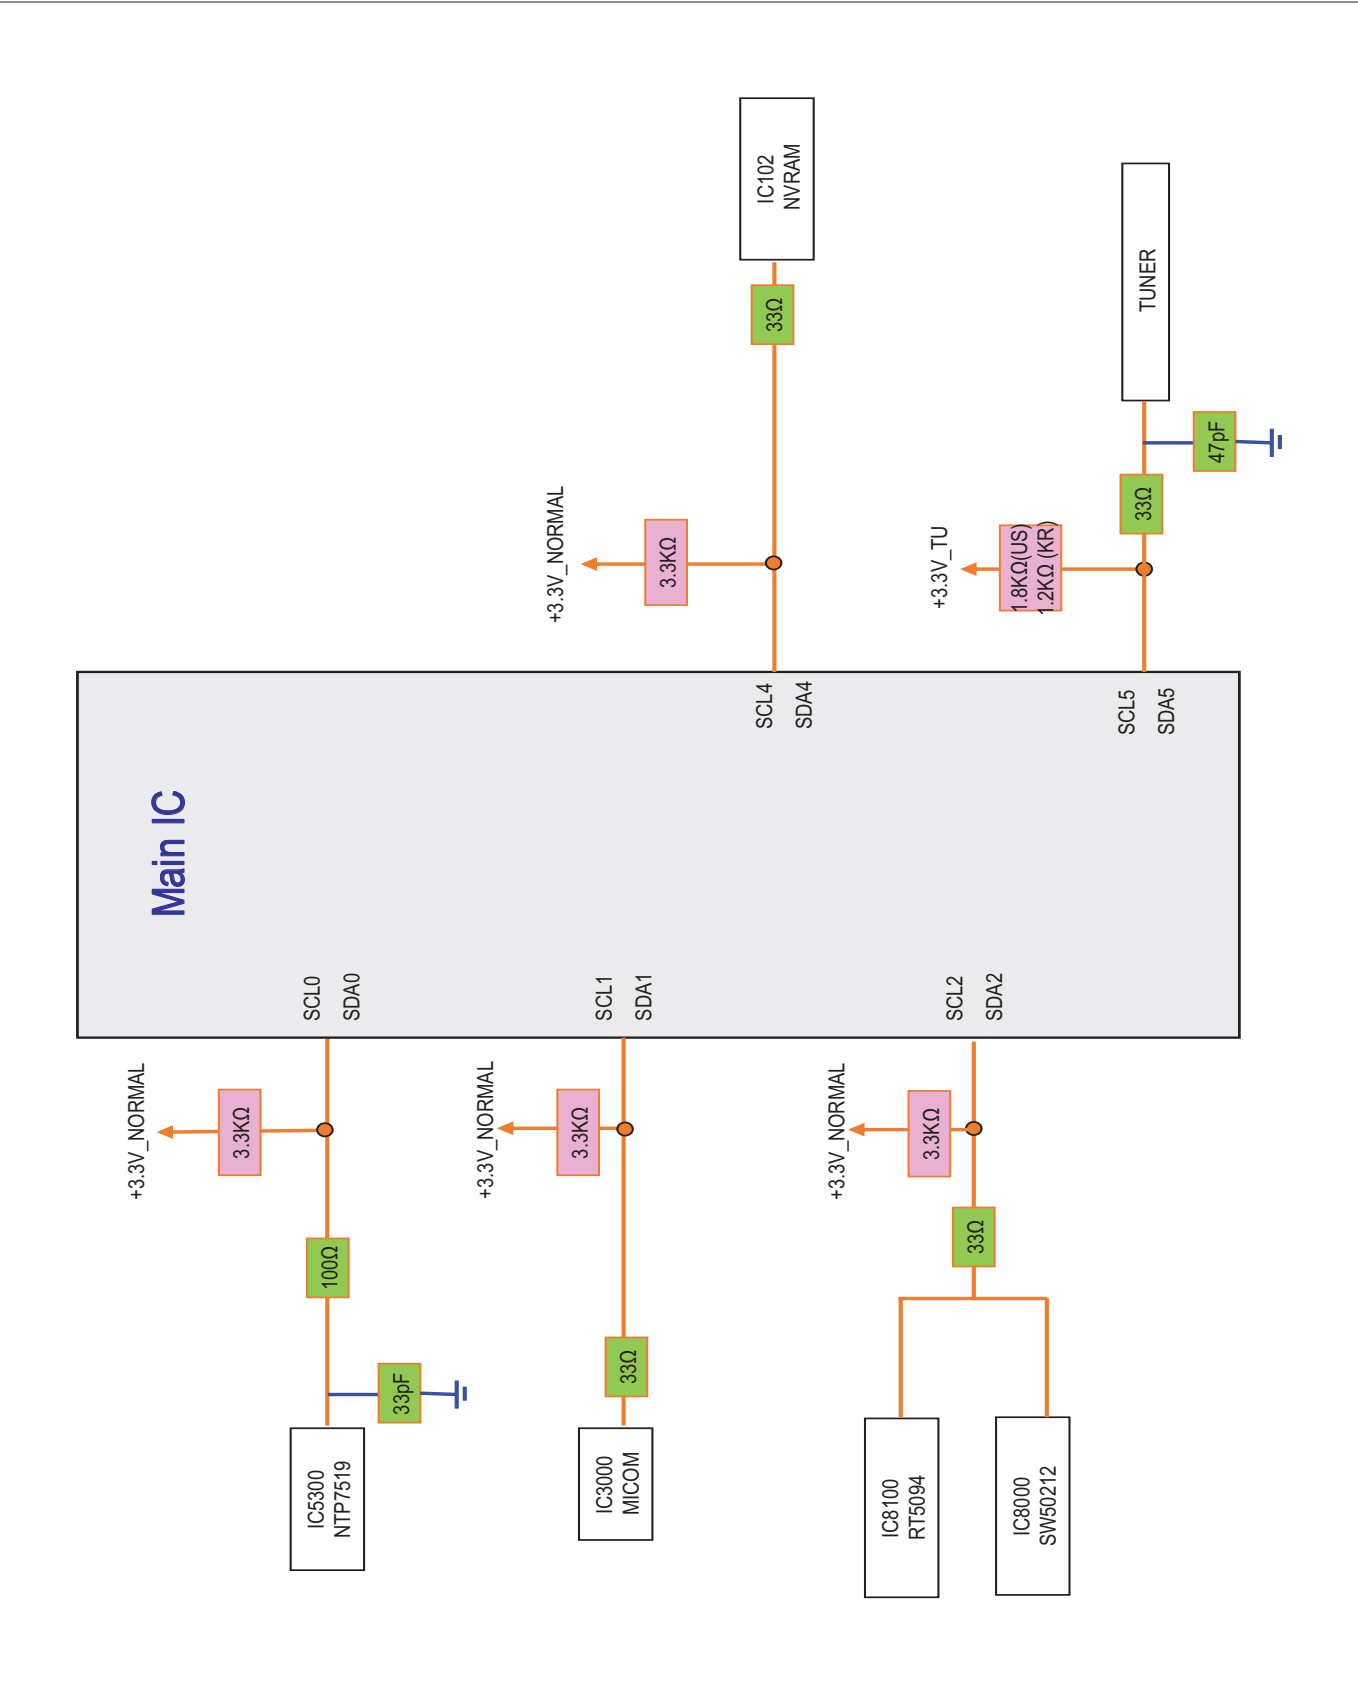 Main IC
SCL0
SDA0
SCL1
SDA1
SCL2
SDA2
SCL4
SDA4
SCL5
SDA5
+3.3V_NORMAL
3.3KΩ
100Ω
33pF
IC5300
NTP7519
+3.3V_NORMAL
3.3KΩ
33Ω
IC3000
MICOM
+3.3V_NORMAL
3.3KΩ
33Ω
IC8100
RT5094
IC8000
SW50212
+3.3V_NORMAL
3.3KΩ
33Ω
IC102
NVRAM
+3.3V_TU
1.8KΩ(US)
1.2KΩ (KR)
33Ω
47pF
TUNER